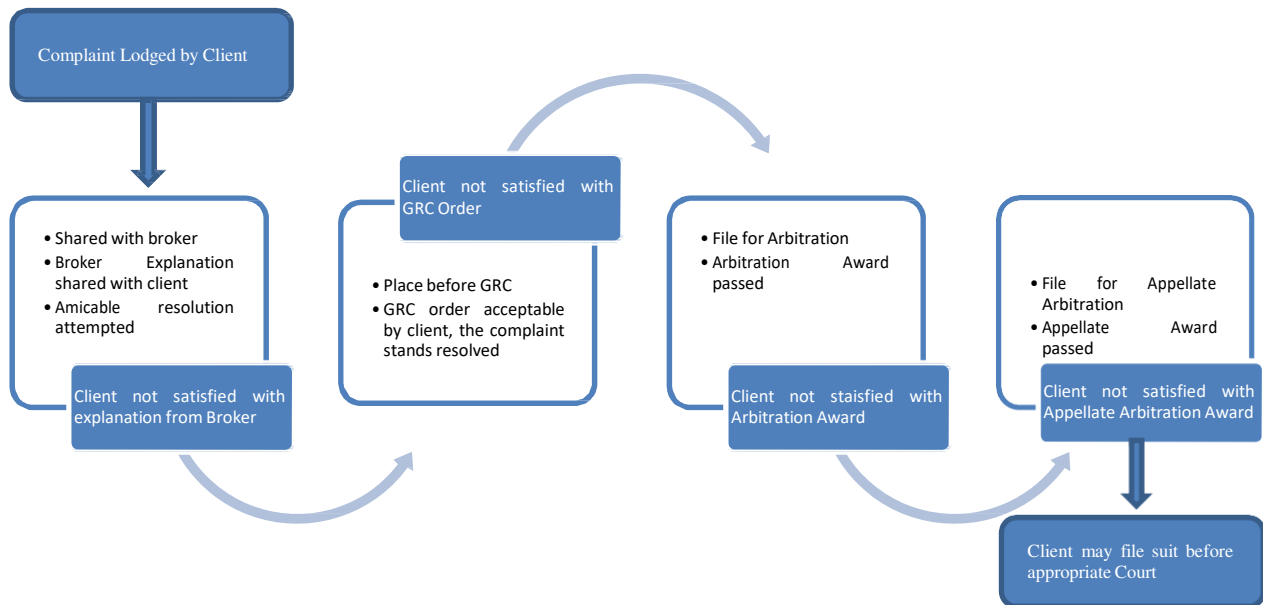 Complaint Lodged by Client
• Shared with broker
• Broker Explanation
shared with client
• Amicable resolution
attempted
Client not satisfied with
explanation from Broker
Client not satisfied with
GRC Order
• Place before GRC
• GRC order acceptable
by client, the complaint
stands resolved
• File for Arbitration
• Arbitration Award
passed
Client not staisfied with
Arbitration Award
• File for Appellate
Arbitration
• Appellate Award
passed
Client not satisfied with
Appellate Arbitration Award
Client may file suit before
appropriate Court